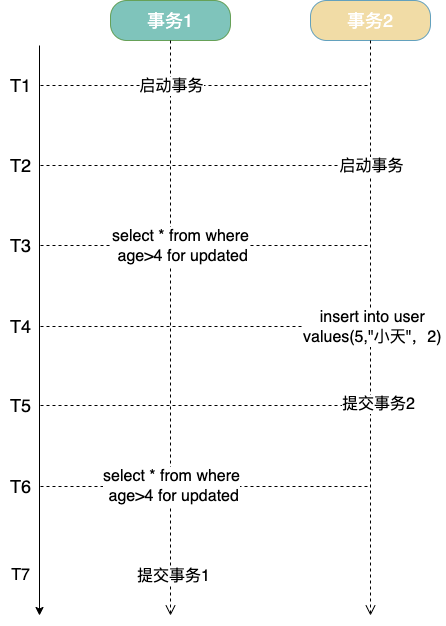 事务1
事务2
T1
启动事务
T2
启动事务
T3
select * from where
age>4 for updated
T4
insert into user
values(5,"小天"，2)
T5
提交事务2
T6
select * from where
age>4 for updated
T7
提交事务1